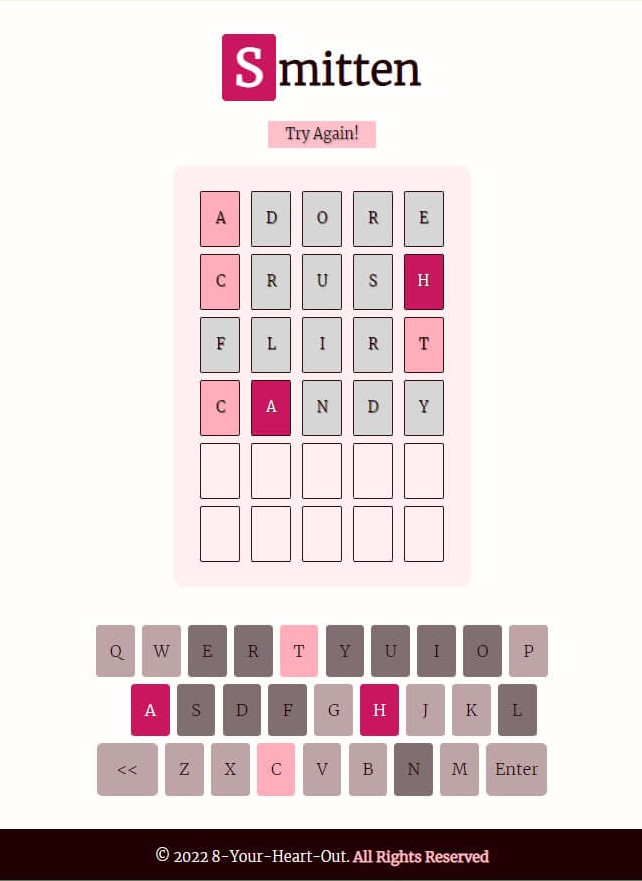 Smitten
Try Again!
A D O R E
C R U S H
F L I R T
C A N D Y
Q W E R T Y U I O P
A S D F G H J K L
<< Z X C V B N M Enter
© 2022 8-Your-Heart-Out. All Rights Reserved